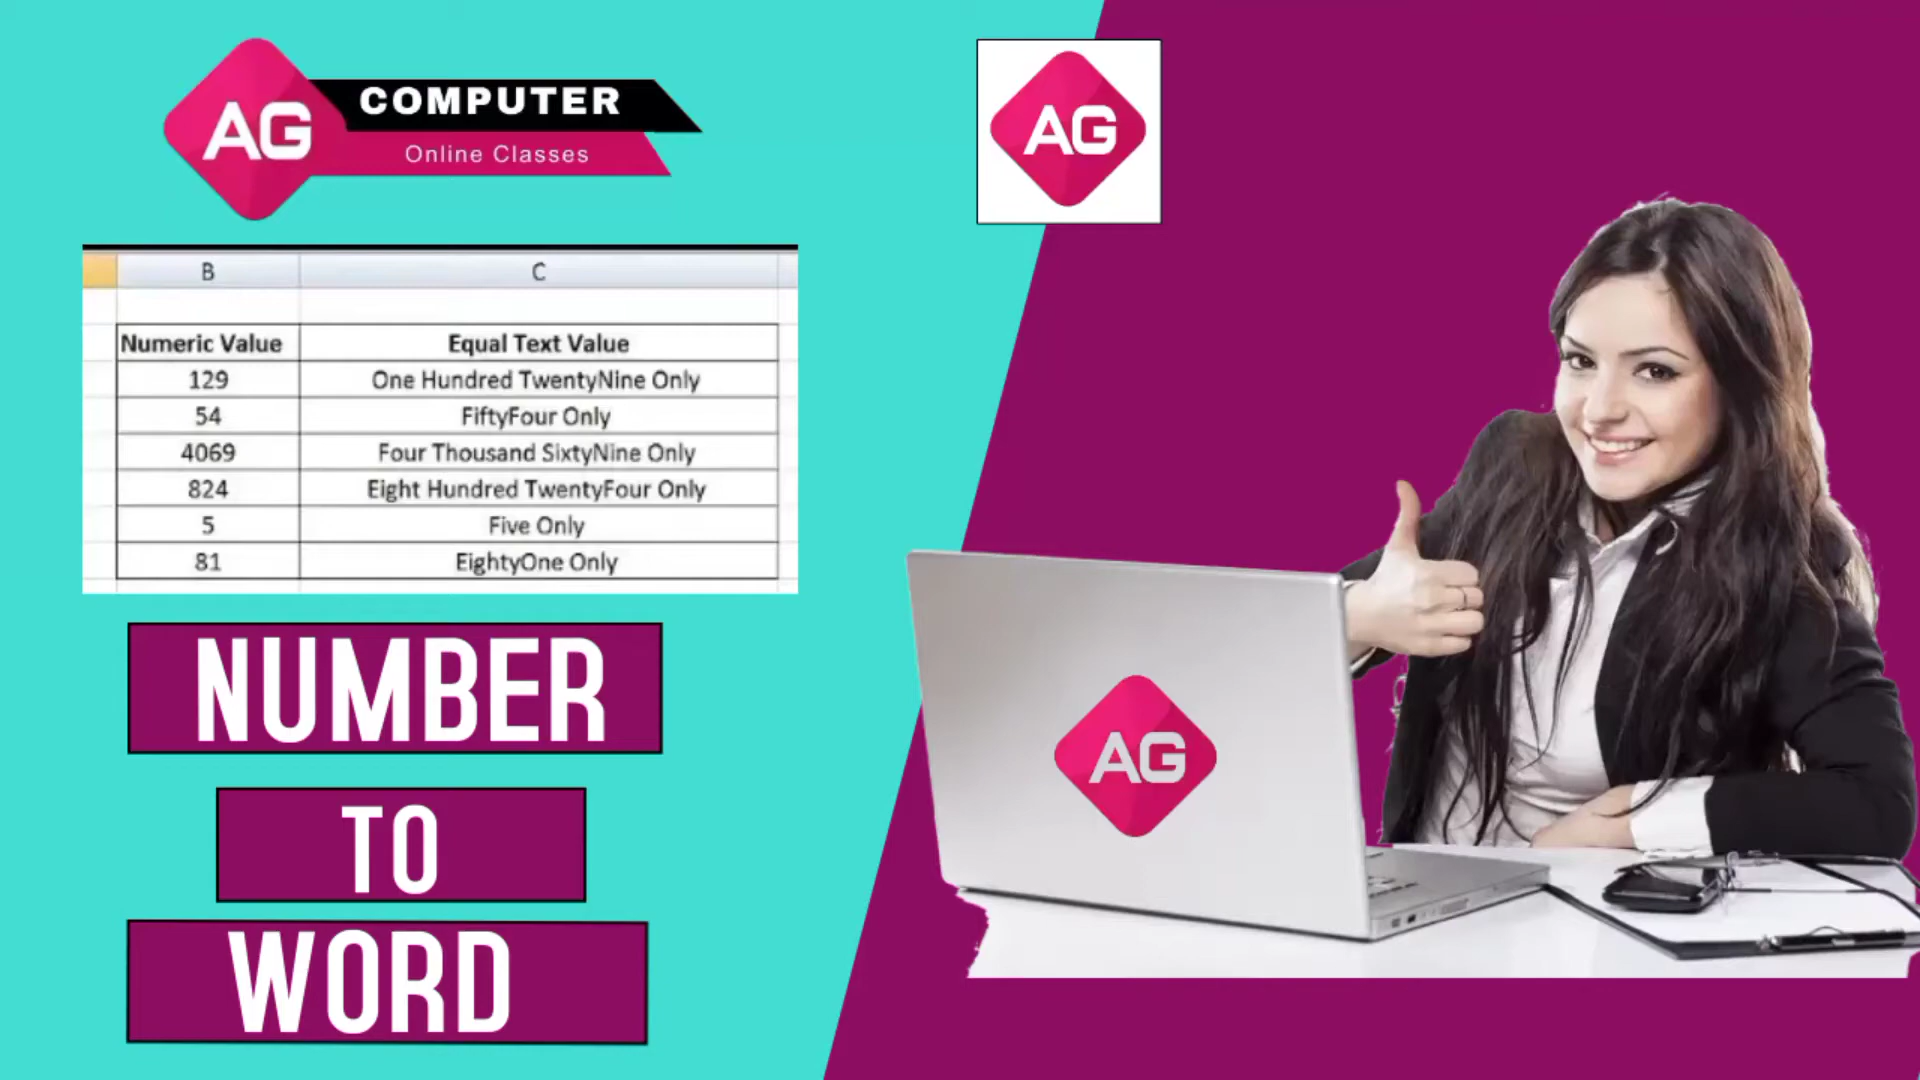 AG
COMPUTER
Online Classes
AG
B C
Numeric Value Equal Text Value
129 One Hundred TwentyNine Only
54 FiftyFour Only
4069 Four Thousand SixtyNine Only
824 Eight Hundred TwentyFour Only
5 Five Only
81 EightyOne Only
NUMBER
TO
WORD
AG